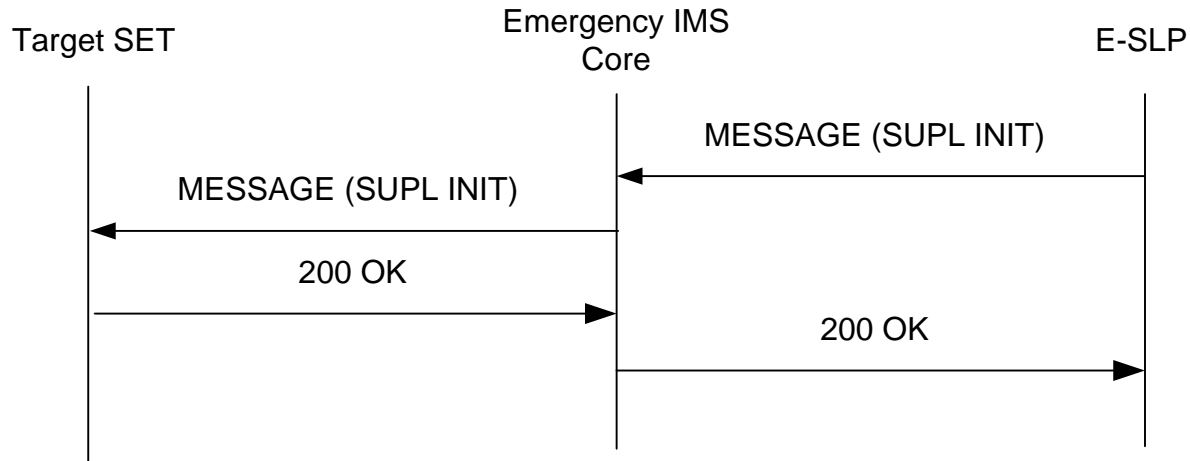 Target SET
Emergency IMS
Core
E-SLP
MESSAGE (SUPL INIT)
MESSAGE (SUPL INIT)
200 OK
200 OK